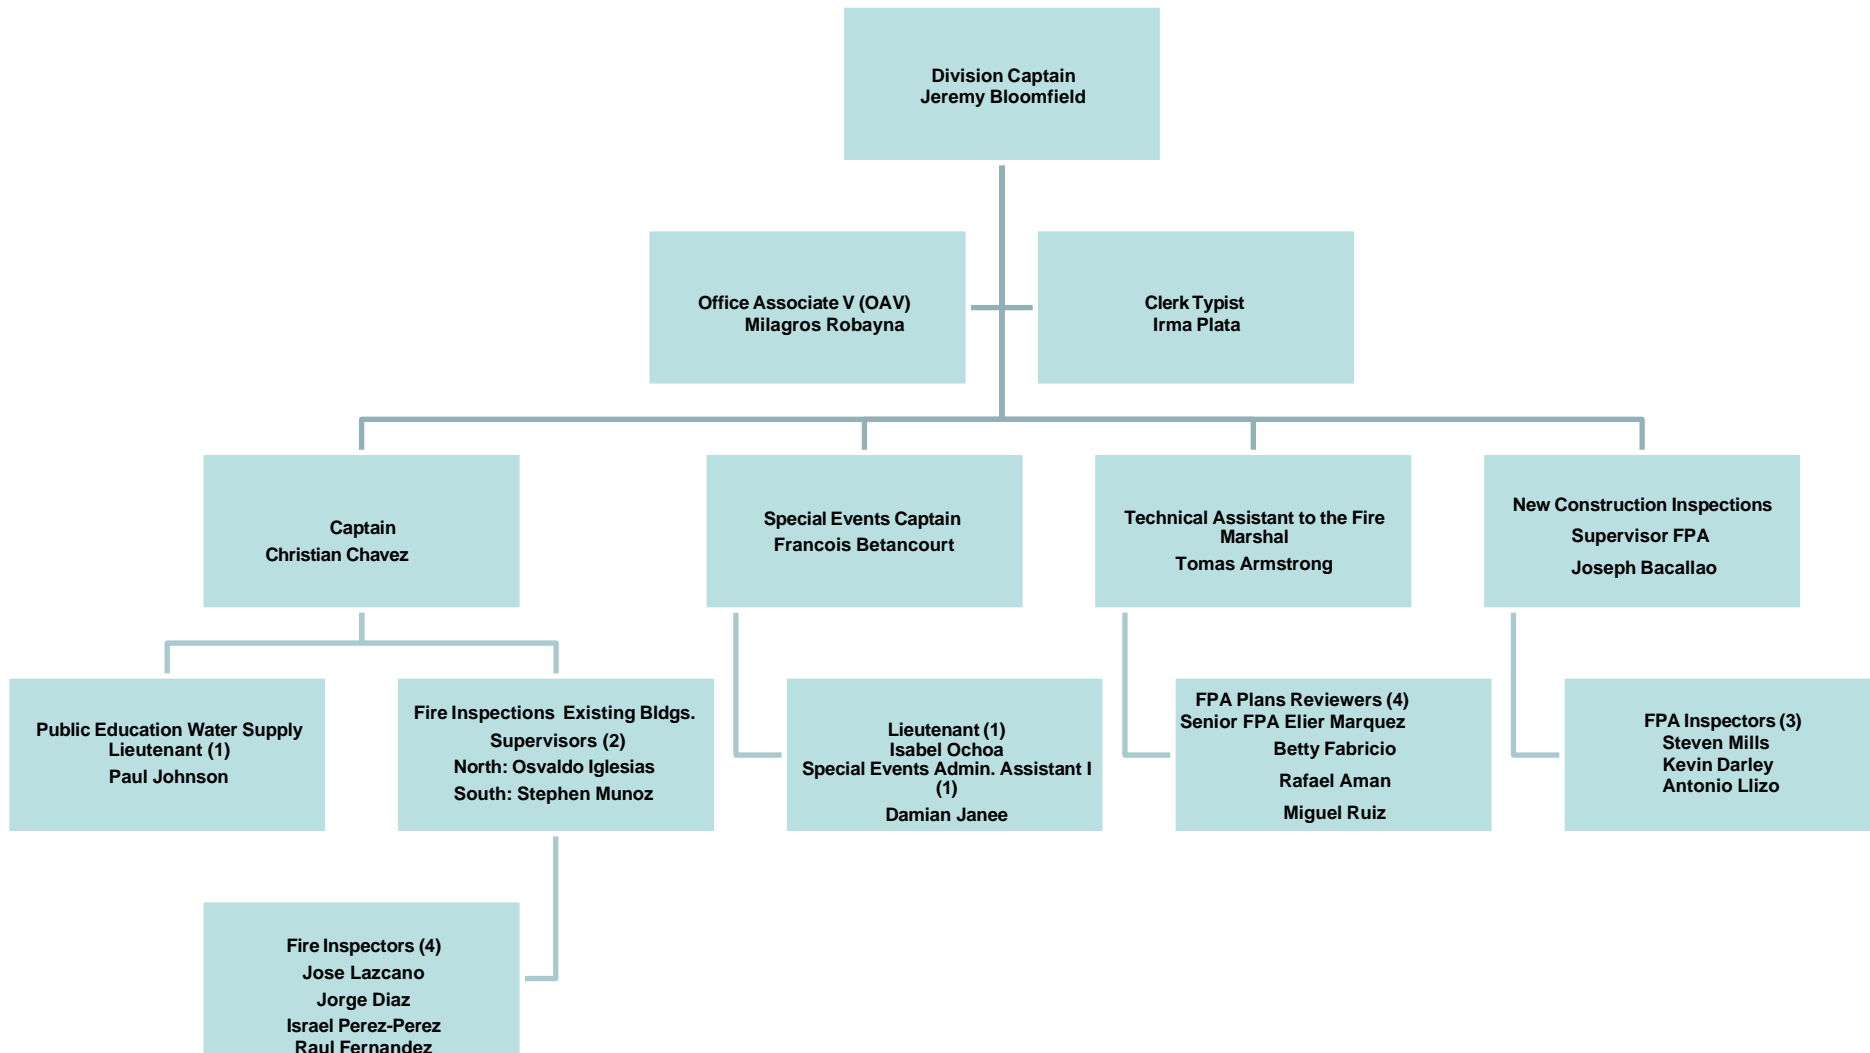 Division Captain
Jeremy Bloomfield
Office Associate V (OAV)
Milagros Robayna
Clerk Typist
Irma Plata
Captain
Christian Chavez
Special Events Captain
Francois Betancourt
Technical Assistant to the Fire
Marshal
Tomas Armstrong
New Construction Inspections
Supervisor FPA
Joseph Bacallao
Public Education Water Supply
Lieutenant (1)
Paul Johnson
Fire Inspections Existing Bldgs.
Supervisors (2)
North: Osvaldo Iglesias
South: Stephen Munoz
Lieutenant (1)
Isabel Ochoa
Special Events Admin. Assistant I
(1)
Damian Janee
FPA Plans Reviewers (4)
Senior FPA Elier Marquez
Betty Fabricio
Rafael Aman
Miguel Ruiz
FPA Inspectors (3)
Steven Mills
Kevin Darley
Antonio Llizo
Fire Inspectors (4)
Jose Lazcano
Jorge Diaz
Israel Perez-Perez
Raul Fernandez